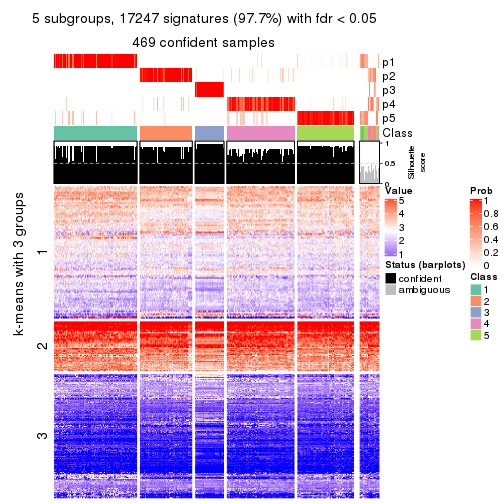 5 subgroups, 17247 signatures (97.7%) with fdr < 0.05
469 confident samples
p1
p2
p3
p4
p5
Class
1
0.5
0
Silhouette
score
k-means with 3 groups
1
2
3
Value
5
4
3
2
1
Status (barplots)
confident
ambiguous
Prob
1
0.8
0.6
0.4
0.2
0
Class
1
2
3
4
5